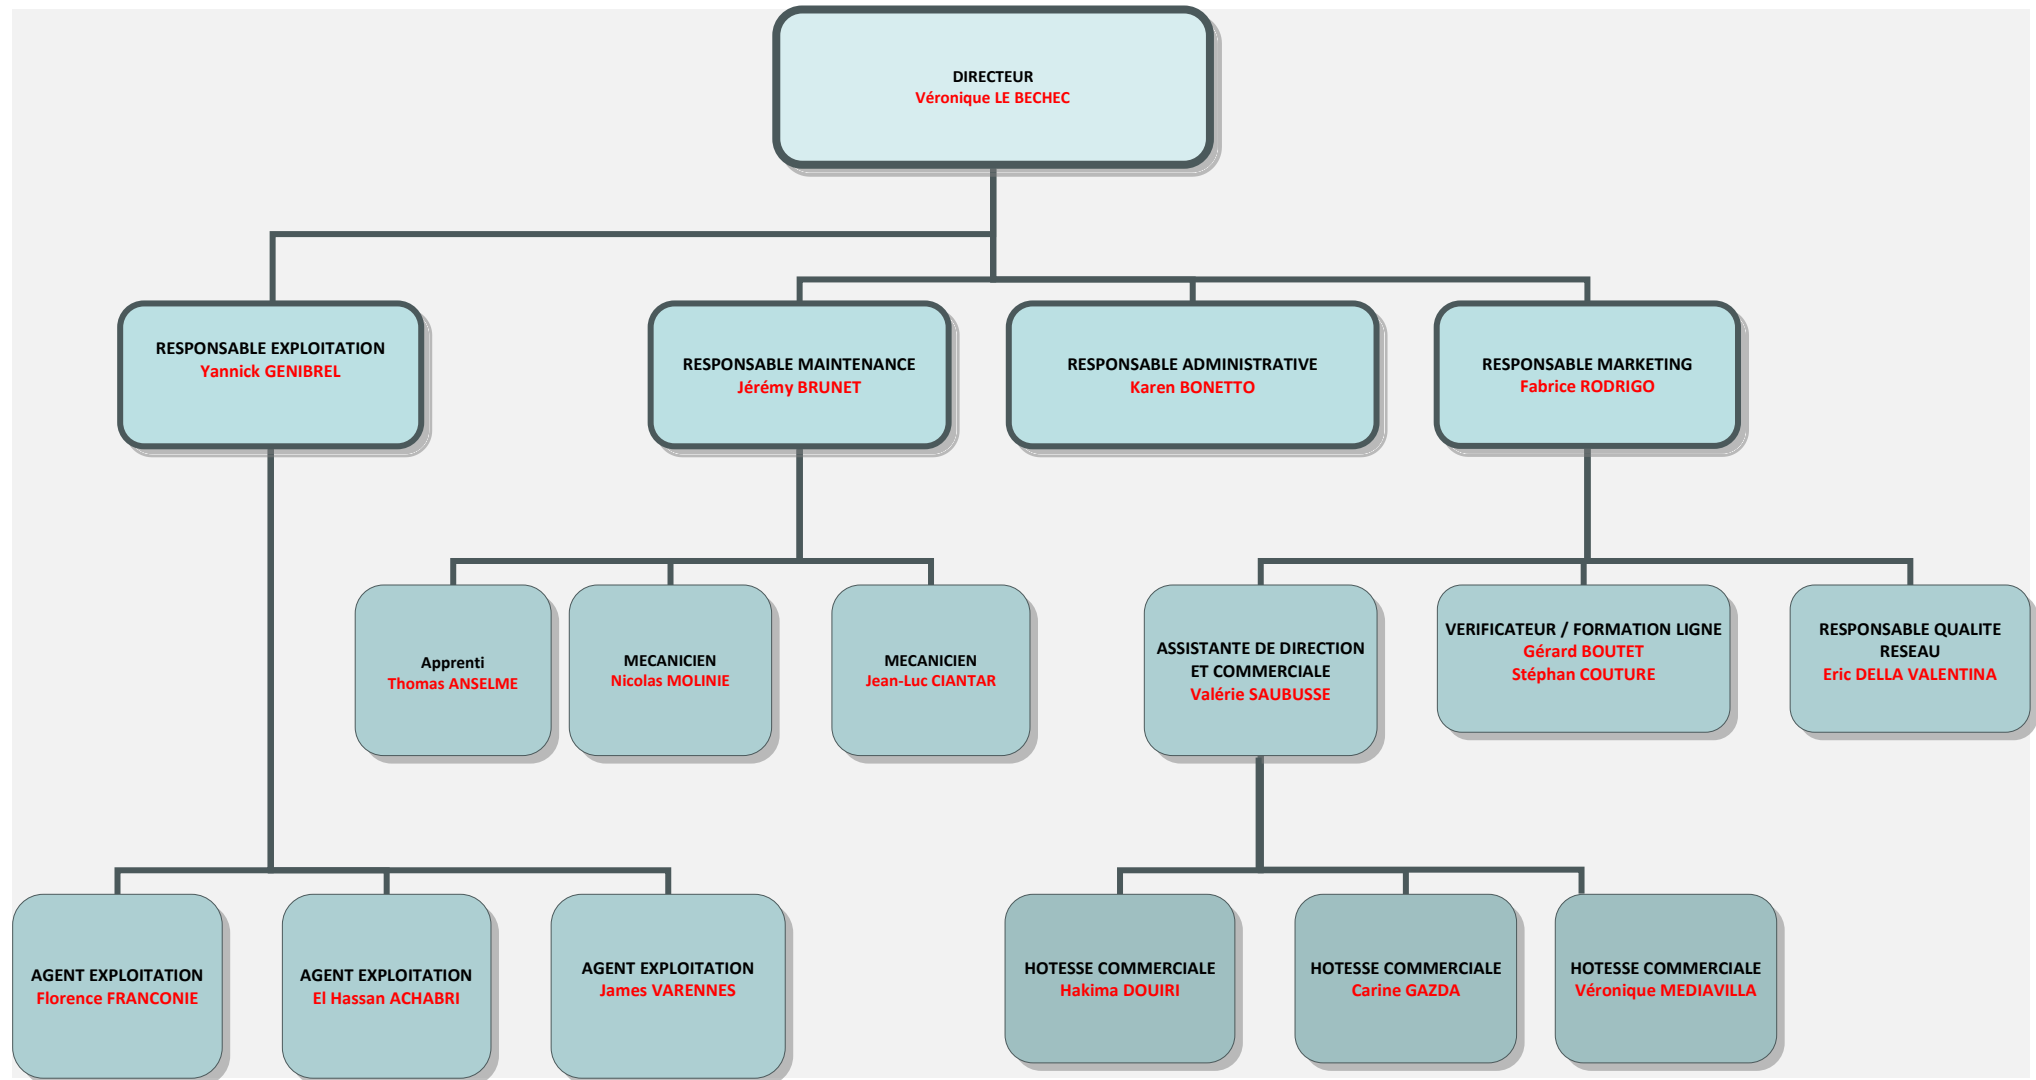 DIRECTEUR
Véronique LE BECHEC
RESPONSABLE EXPLOITATION
Yannick GENIBREL
RESPONSABLE MAINTENANCE
Jérémy BRUNET
RESPONSABLE ADMINISTRATIVE
Karen BONETTO
RESPONSABLE MARKETING
Fabrice RODRIGO
Apprenti
Thomas ANSELME
MECANICIEN
Nicolas MOLINIE
MECANICIEN
Jean-Luc CIANTAR
ASSISTANTE DE DIRECTION
ET COMMERCIALE
Valérie SAUBUSSE
VERIFICATEUR / FORMATION LIGNE
Gérard BOUTET
Stéphan COUTURE
RESPONSABLE QUALITE
RESEAU
Eric DELLA VALENTINA
AGENT EXPLOITATION
Florence FRANCONIE
AGENT EXPLOITATION
El Hassan ACHABRI
AGENT EXPLOITATION
James VARENNES
HOTESSE COMMERCIALE
Hakima DOUIRI
HOTESSE COMMERCIALE
Carine GAZDA
HOTESSE COMMERCIALE
Véronique MEDIAVILLA